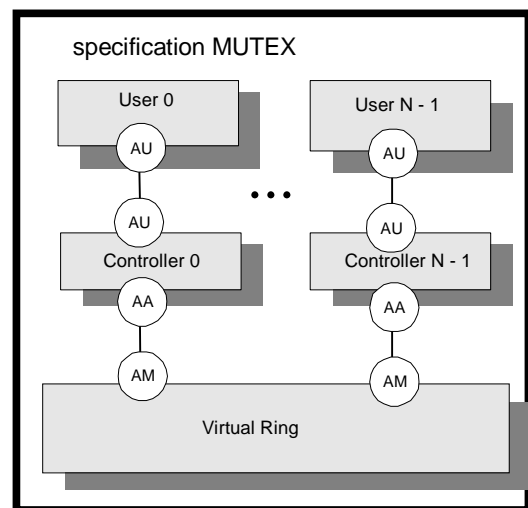 specification MUTEX
User 0
User N - 1
AU
AU
...
AU
AU
Controller 0
Controller N - 1
AA
AA
AM
AM
Virtual Ring